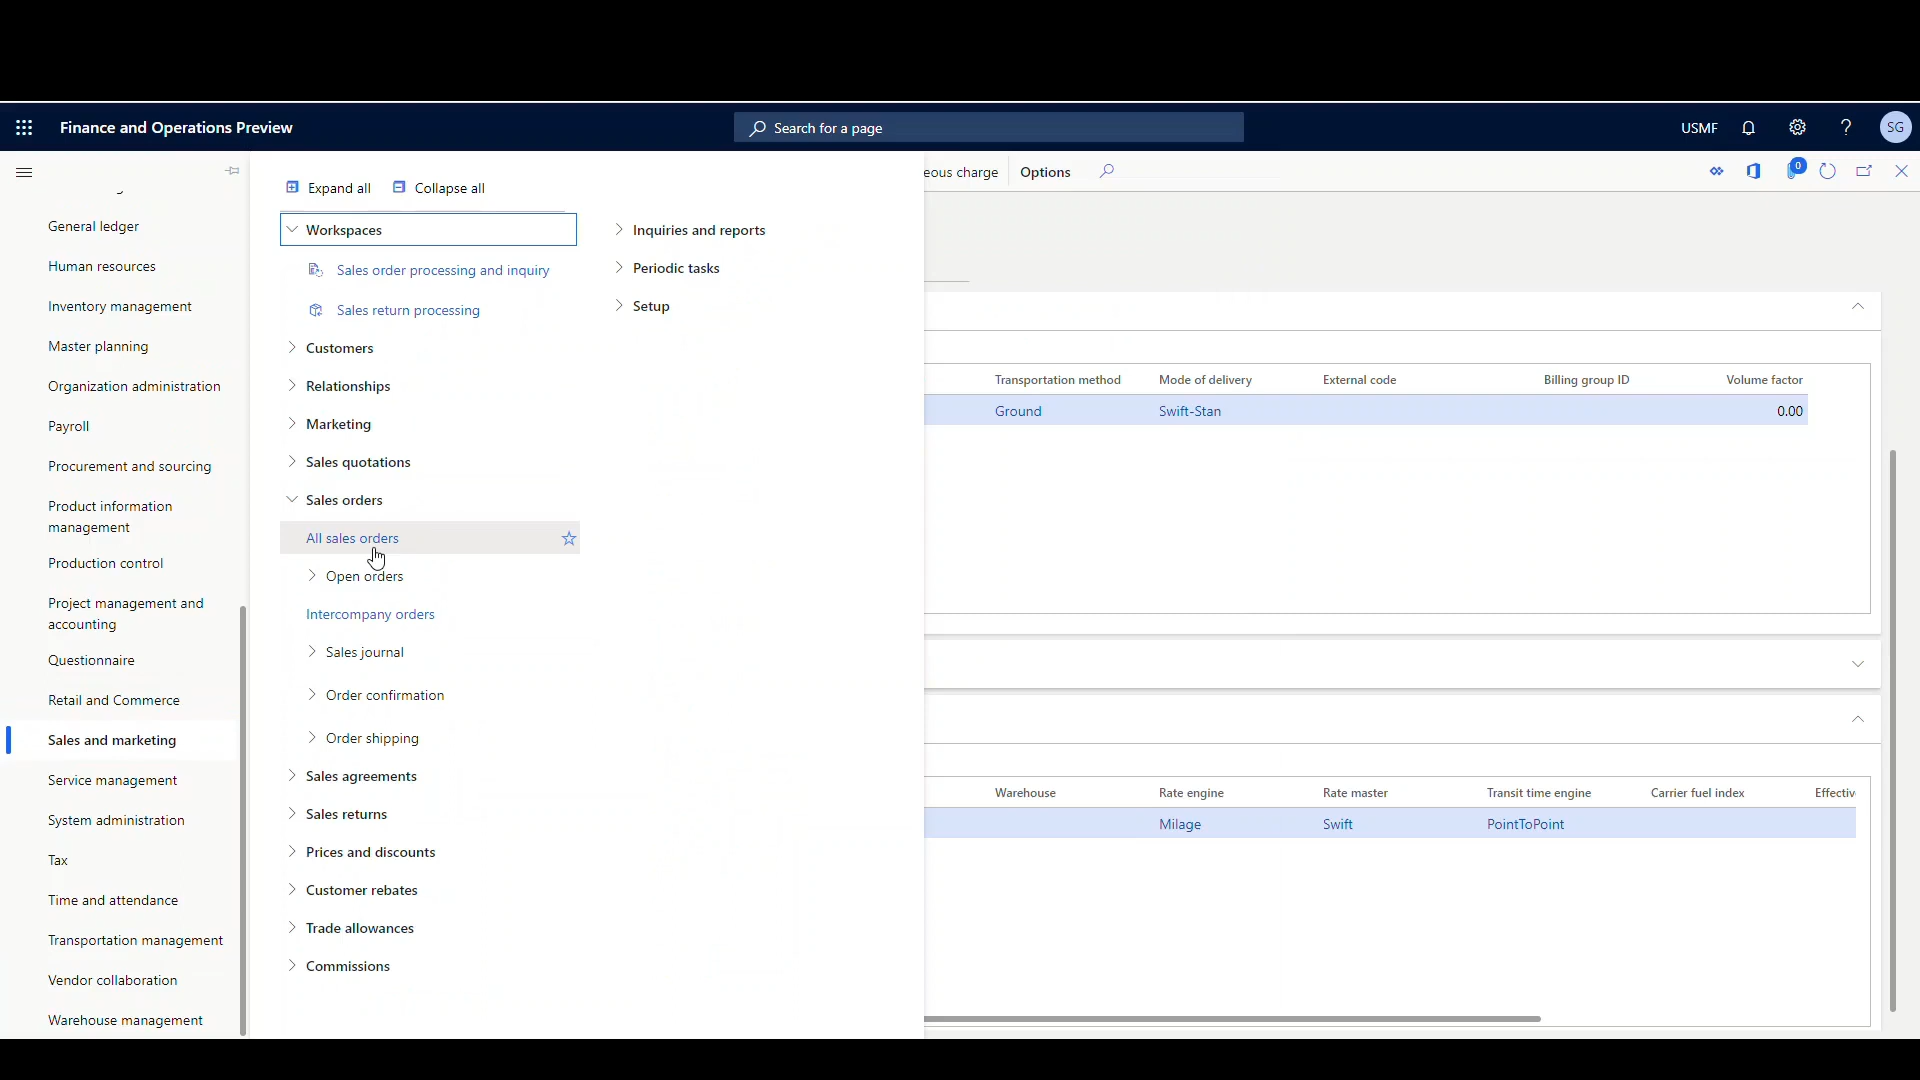 Finance and Operations Preview
Search for a page
USMF
SG
Expand all
Collapse all
eous charge
Options
0
General ledger
Human resources
Inventory management
Master planning
Organization administration
Payroll
Procurement and sourcing
Product information
management
Production control
Project management and
accounting
Questionnaire
Retail and Commerce
Sales and marketing
Service management
System administration
Tax
Time and attendance
Transportation management
Vendor collaboration
Warehouse management
Workspaces
Sales order processing and inquiry
Sales return processing
Customers
Relationships
Marketing
Sales quotations
Sales orders
All sales orders
Open orders
Intercompany orders
Sales journal
Order confirmation
Order shipping
Sales agreements
Sales returns
Prices and discounts
Customer rebates
Trade allowances
Commissions
Inquiries and reports
Periodic tasks
Setup
Transportation method Mode of delivery External code Billing group ID Volume factor
Ground Swift-Stan 0.00
Warehouse Rate engine Rate master Transit time engine Carrier fuel index Effectiv
Milage Swift PointToPoint